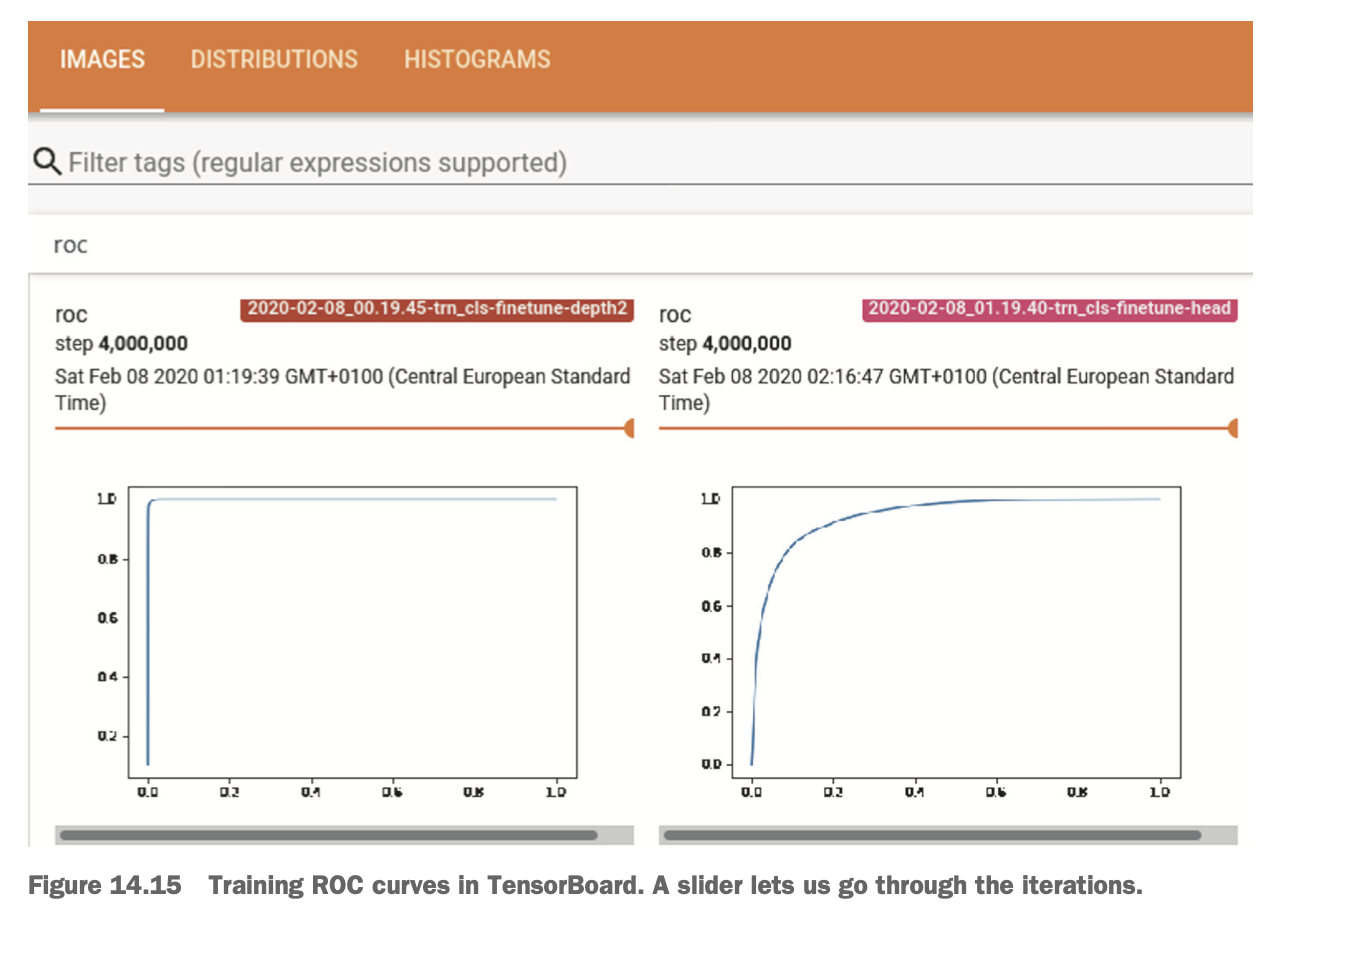 IMAGES DISTRIBUTIONS HISTOGRAMS
Filter tags (regular expressions supported)
roc
roc 2020-02-08_00.19.45-trn_cls-finetune-depth2
step 4,000,000
Sat Feb 08 2020 01:19:39 GMT+0100 (Central European Standard
Time)
1.0
0.8
0.6
0.4
0.2
0.0 0.2 0.4 0.6 0.8 1.0
roc 2020-02-08_01.19.40-trn_cls-finetune-head
step 4,000,000
Sat Feb 08 2020 02:16:47 GMT+0100 (Central European Standard
Time)
1.0
0.8
0.6
0.4
0.2
0.0
0.0 0.2 0.4 0.6 0.8 1.0
Figure 14.15 Training ROC curves in TensorBoard. A slider lets us go through the iterations.